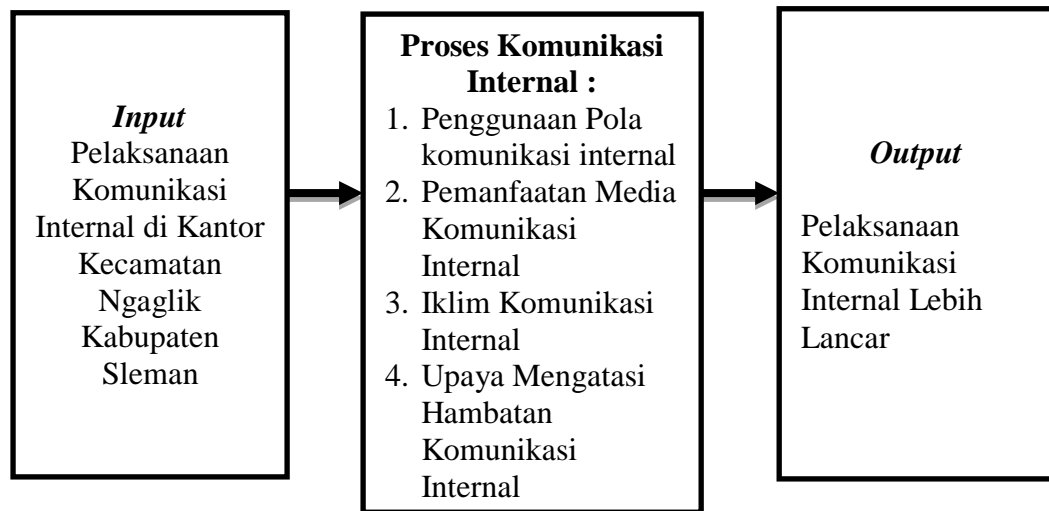 Input
Pelaksanaan
Komunikasi
Internal di Kantor
Kecamatan
Ngaglik
Kabupaten
Sleman
Proses Komunikasi
Internal :
1. Penggunaan Pola
komunikasi internal
2. Pemanfaatan Media
Komunikasi
Internal
3. Iklim Komunikasi
Internal
4. Upaya Mengatasi
Hambatan
Komunikasi
Internal
Output
Pelaksanaan
Komunikasi
Internal Lebih
Lancar